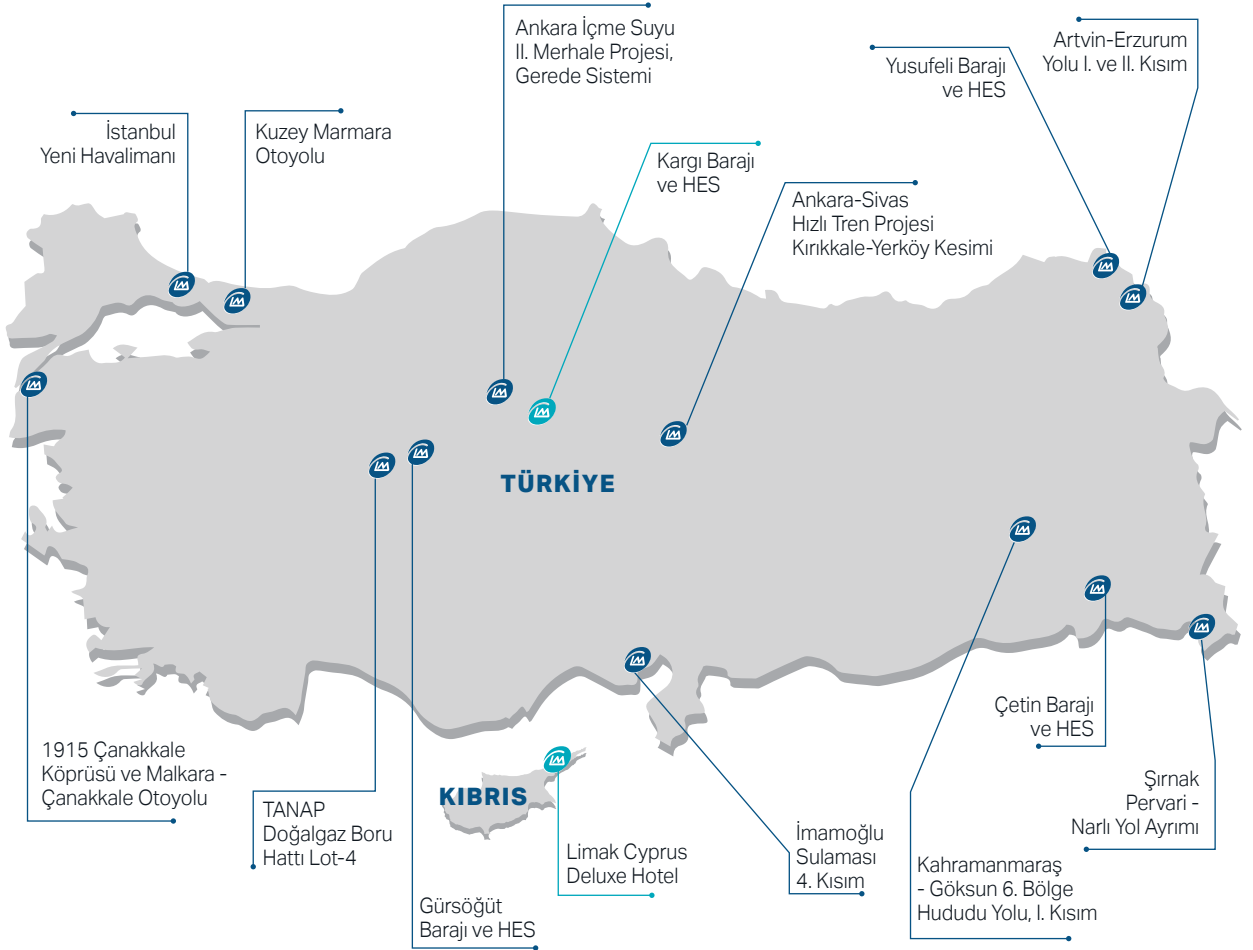 Ankara İçme Suyu
II. Merhale Projesi,
Gerede Sistemi
Artvin-Erzurum
Yolu I. ve II. Kısım
Yusufeli Barajı
ve HES
İstanbul
Yeni Havalimanı
Kuzey Marmara
Otoyolu
Kargı Barajı
ve HES
Ankara-Sivas
Hızlı Tren Projesi
Kırıkkale-Yerköy Kesimi
TÜRKİYE
Çetin Barajı
ve HES
1915 Çanakkale
Köprüsü ve Malkara -
Çanakkale Otoyolu
KIBRIS
TANAP
Doğalgaz Boru
Hattı Lot-4
Limak Cyprus
Deluxe Hotel
İmamoğlu
Sulaması
4. Kısım
Şırnak
Pervari -
Narlı Yol Ayrımı
Kahramanmaraş
- Göksun 6. Bölge
Hududu Yolu, I. Kısım
Gürsöğüt
Barajı ve HES